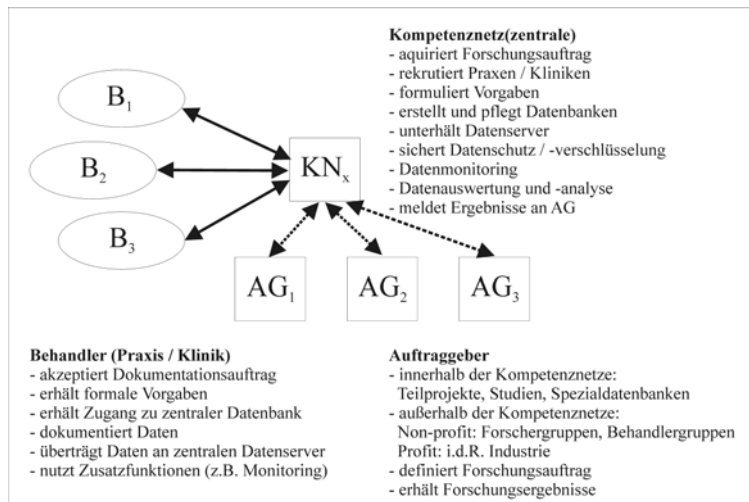 Kompetenznetz(zentrale)
- aquiriert Forschungsauftrag
- rekrutiert Praxen / Kliniken
- formuliert Vorgaben
- erstellt und pflegt Datenbanken
- unterhält Datenserver
- sichert Datenschutz / -verschlüsselung
- Datenmonitoring
- Datenauswertung und -analyse
- meldet Ergebnisse an AG
B1
B2
B3
KNx
AG1 AG2 AG3
Behandler (Praxis / Klinik)
- akzeptiert Dokumentationsauftrag
- erhält formale Vorgaben
- erhält Zugang zu zentraler Datenbank
- dokumentiert Daten
- überträgt Daten an zentralen Datenserver
- nutzt Zusatzfunktionen (z.B. Monitoring)
Auftraggeber
- innerhalb der Kompetenznetze:
Teilprojekte, Studien, Spezialdatenbanken
- außerhalb der Kompetenznetze:
Non-profit: Forschergruppen, Behandlergruppen
Profit: i.d.R. Industrie
- definiert Forschungsauftrag
- erhält Forschungsergebnisse